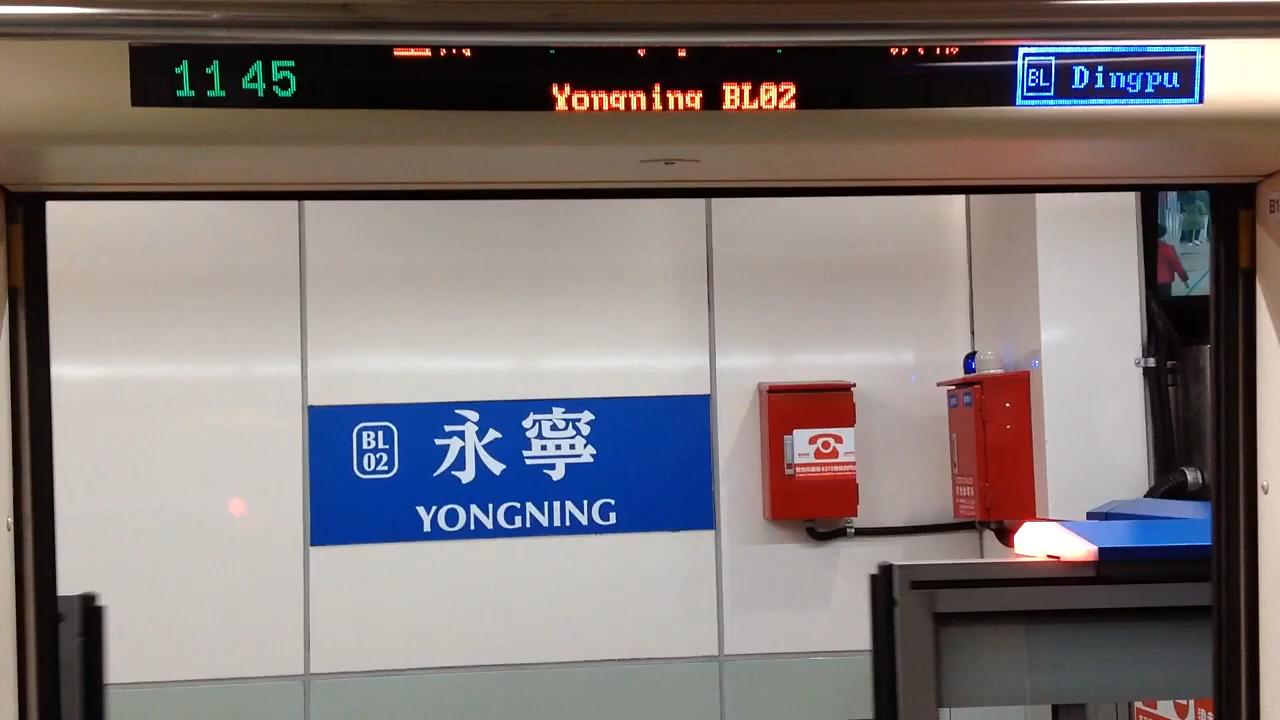 11 45
Yongning BL02
BL Dingpu
BL
02
永寧
YONGNING